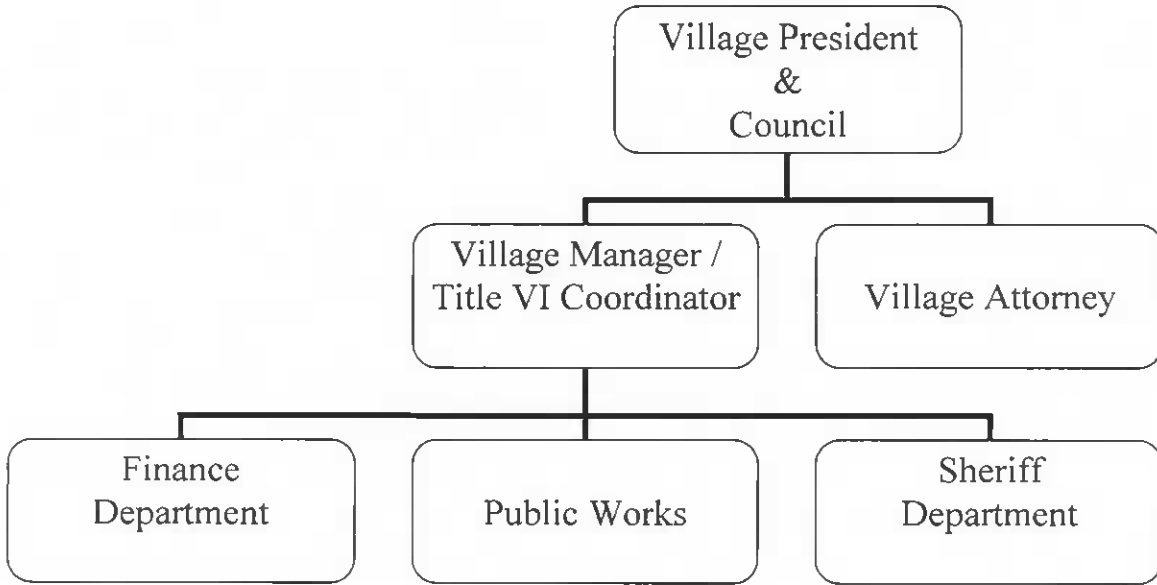 Village President
&
Council
Village Manager /
Title VI Coordinator
Village Attorney
Finance
Department
Public Works
Sheriff
Department